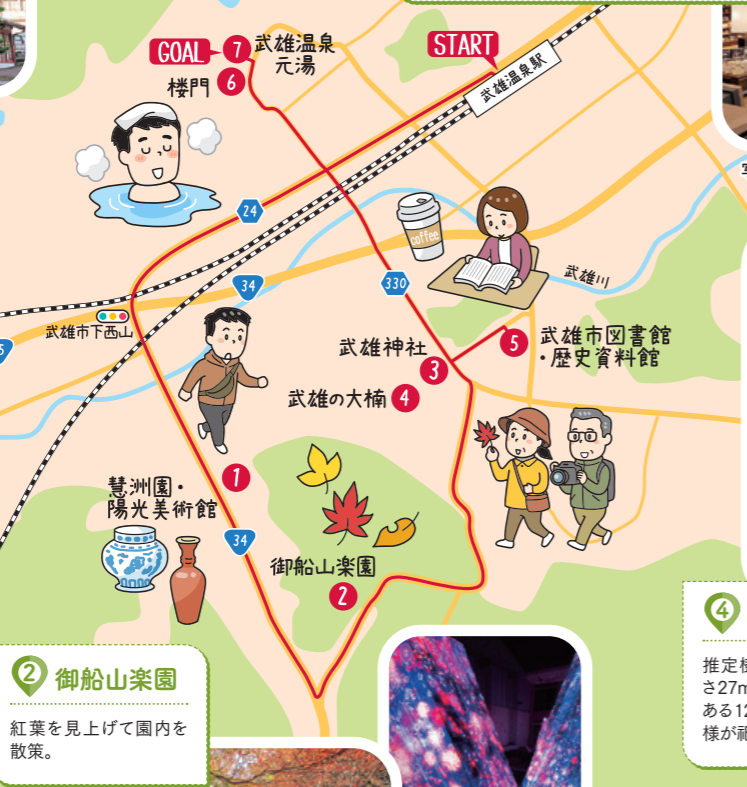 GOAL
7
武雄温泉
元湯
START
楼門
6
武雄温泉駅
24
coffee
34
330
武雄川
武雄市下西山
武雄神社
3
5
武雄市図書館
・歴史資料館
武雄の大楠
4
1
慧洲園・
陽光美術館
34
御船山楽園
2
2 御船山楽園
紅葉を見上げて園内を
散策。
4
推定樹
さ27m
ある12
様が祀